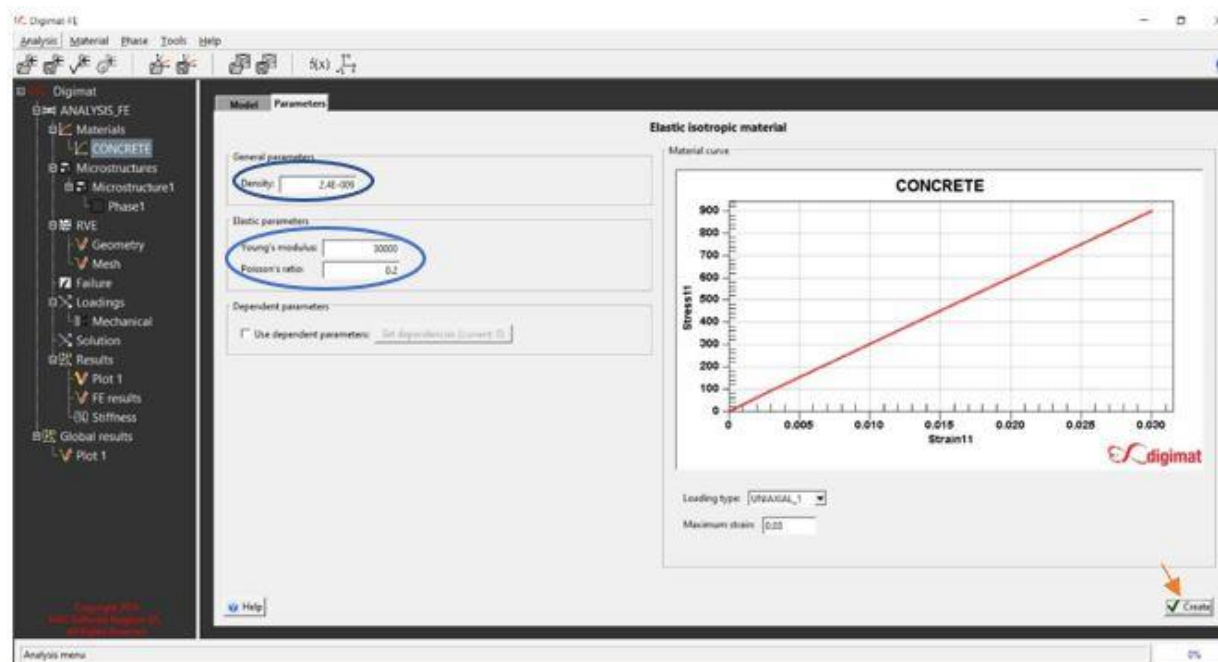 Digimat FE
Analysis Material Phase Tools Help
f(x)
Digimat
ANALYSIS_FE
Materials
CONCRETE
Microstructures
Microstructure1
Phase1
RVE
Geometry
Mesh
Failure
Loadings
Mechanical
Solution
Results
Plot 1
FE results
Stiffness
Global results
Plot 1
All Rights Reserved
Model Parameters
Elastic isotropic material
General parameters
Density: 2.4E-009
Elastic parameters
Young's modulus: 30000
Poisson's ratio: 0.2
Dependent parameters
Use dependent parameters:
Material curve
CONCRETE
900
800
700
600
500
400
300
200
100
0
Stress11
0 0.005 0.010 0.015 0.020 0.025 0.030
Strain11
digimat
Loading type: UNIAXIAL_1
Maximum strain: 0.03
Help
Create
Analysis menu
0%